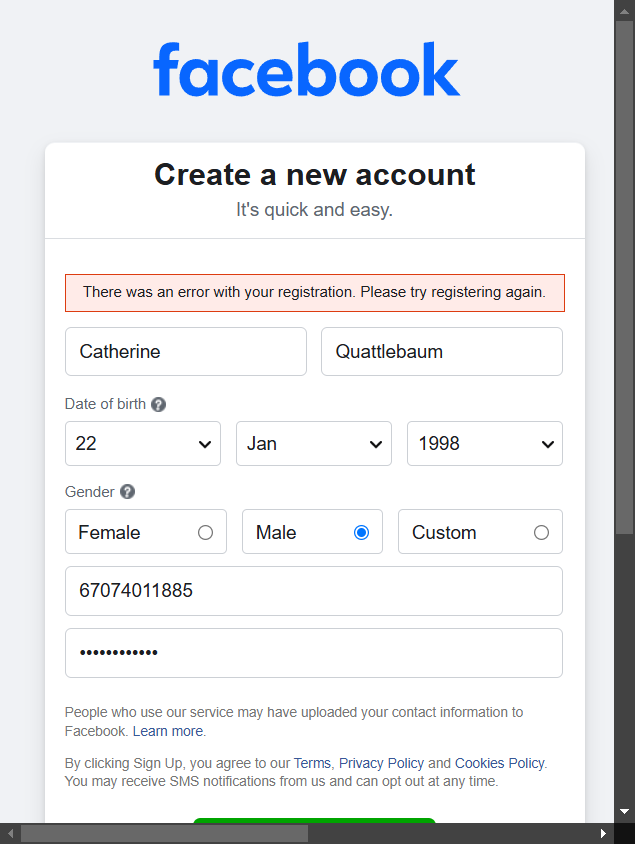 facebook
Create a new account
It's quick and easy.
There was an error with your registration. Please try registering again.
Catherine Quattlebaum
Date of birth ?
22 Jan 1998
Gender ?
Female Male Custom
67074011885
••••••••••••
People who use our service may have uploaded your contact information to
Facebook. Learn more.
By clicking Sign Up, you agree to our Terms, Privacy Policy and Cookies Policy.
You may receive SMS notifications from us and can opt out at any time.